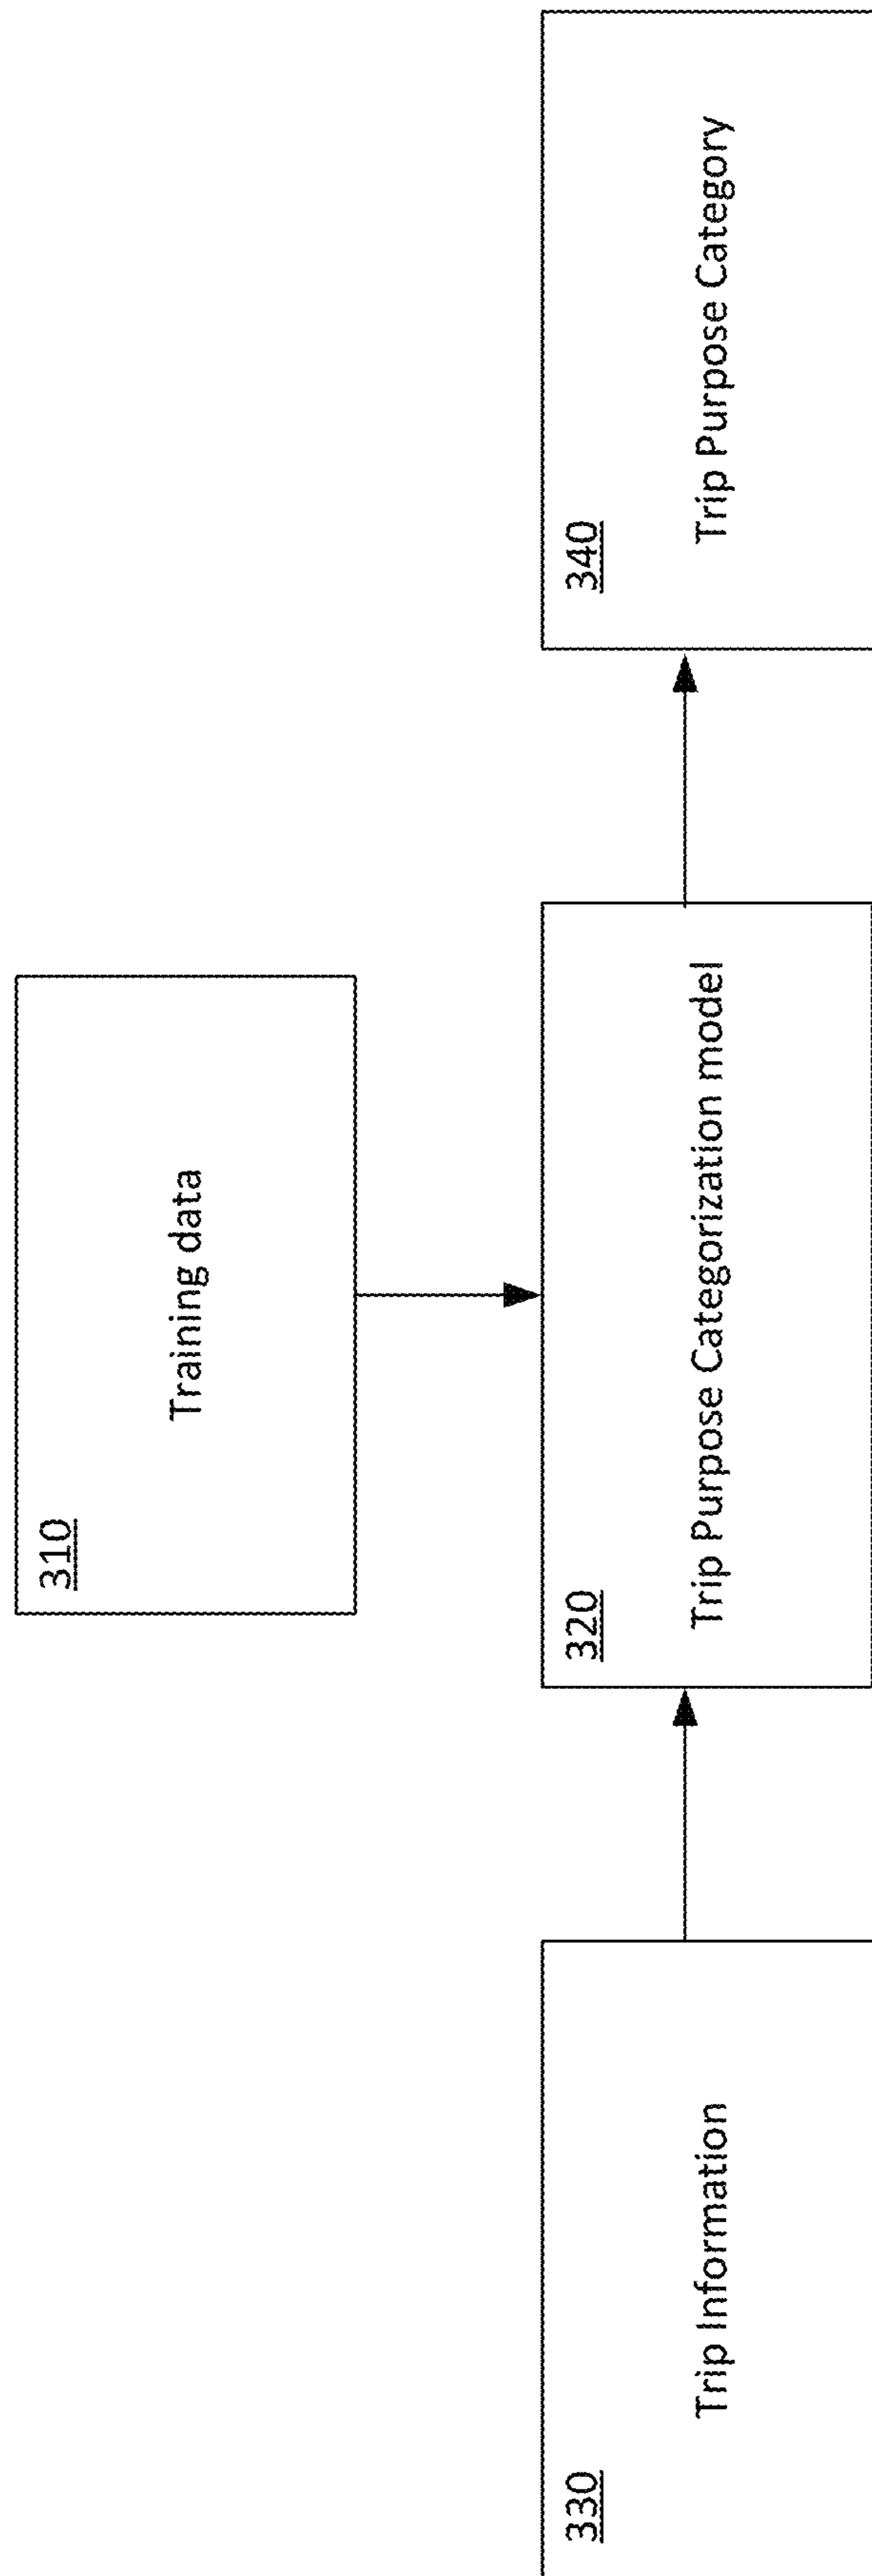 310
Training data
330
Trip Information
320
Trip Purpose Categorization model
340
Trip Purpose Category